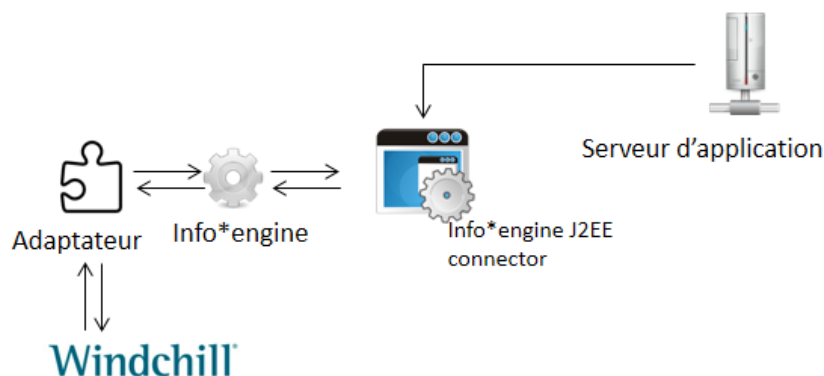 Serveur d'application
Adaptateur
Info*engine
Info*engine J2EE
connector
Windchill